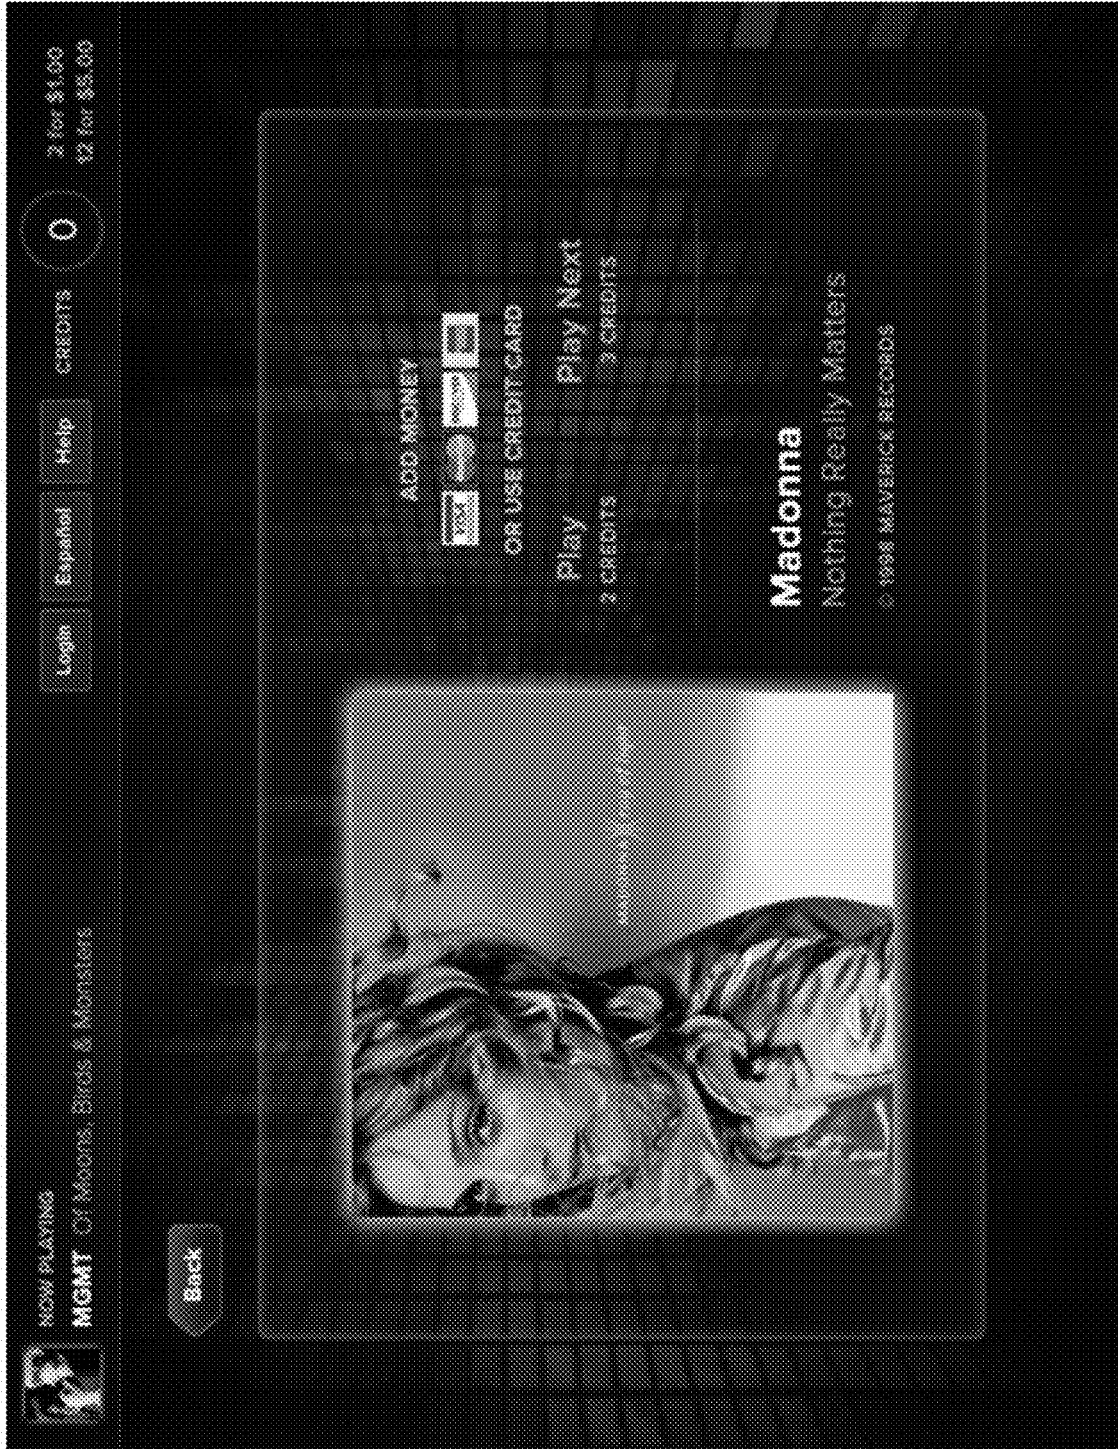 NOW PLAYING
MGMT Of Moons, Birds & Monsters
Login
Español
Help
CREDITS
0
2 for $1.00
12 for $5.00
Back
ADD MONEY
VISA
OR USE CREDIT CARD
Play
2 CREDITS
Play Next
3 CREDITS
Madonna
Nothing Really Matters
© 1998 MAVERICK RECORDS